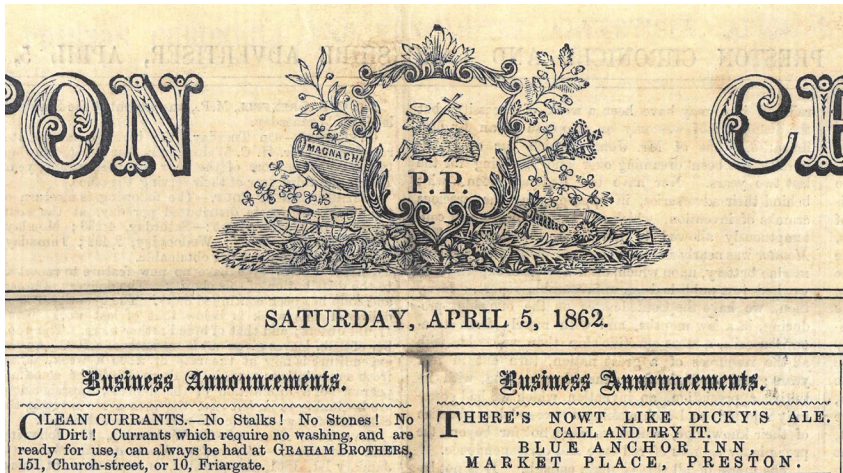 TON CH
MAGNA CHA
P.P.
SATURDAY, APRIL 5, 1862.
Business Announcements.
CLEAN CURRANTS.—No Stalks! No Stones! No
Dirt! Currants which require no washing, and are
ready for use, can always be had at GRAHAM BROTHERS,
151, Church-street, or 10, Friargate.
Business Announcements.
THERE'S NOWT LIKE DICKY'S ALE.
CALL AND TRY IT.
BLUE ANCHOR INN,
MARKET PLACE, PRESTON.